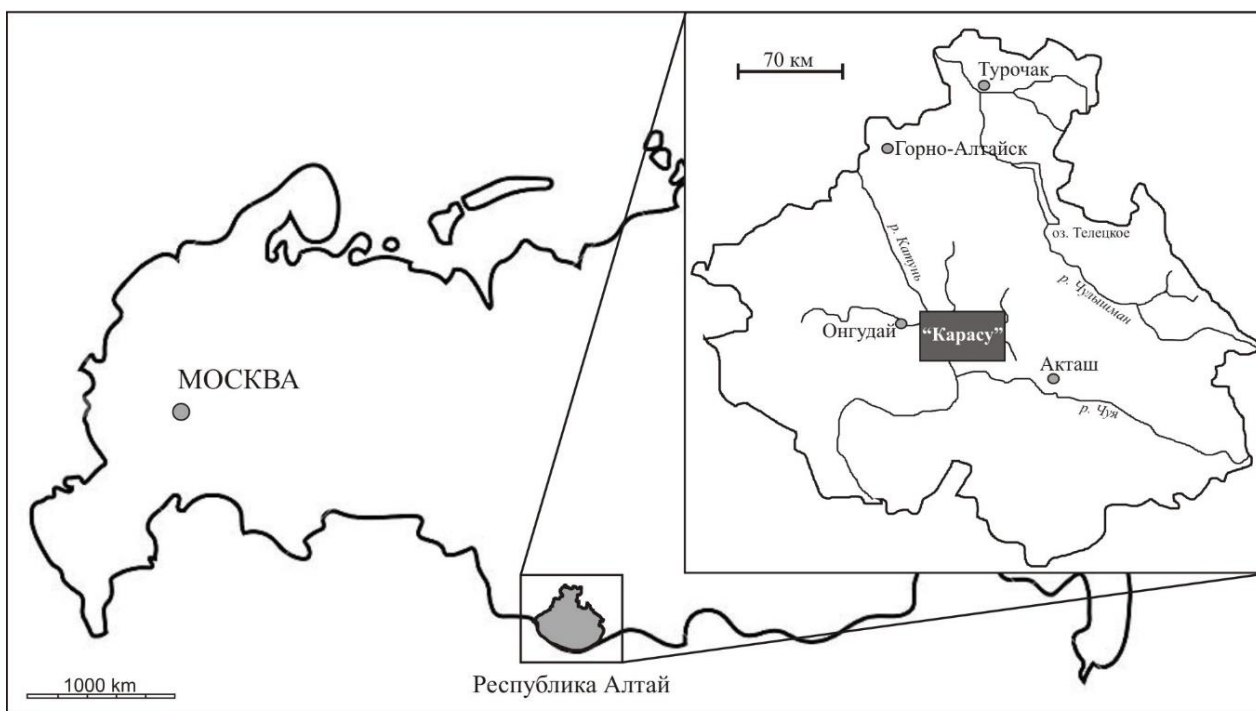 70 км
Турочак
Горно-Алтайск
р. Катунь
оз. Телецкое
р. Чулышман
Онгудай
“Карасу”
Акташ
р. Чуя
МОСКВА
1000 km
Республика Алтай